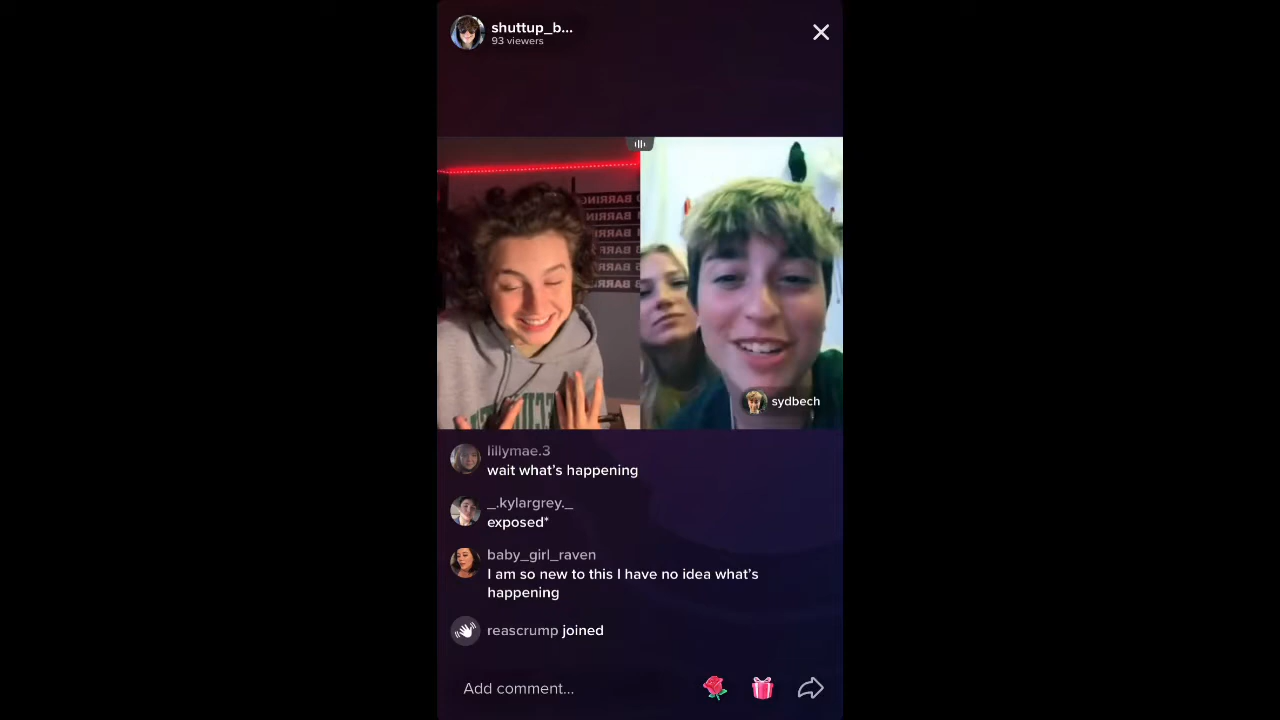 shuttup_b...
93 viewers
sydbech
lillymae.3
wait what's happening
_.kylargrey._
exposed*
baby_girl_raven
I am so new to this I have no idea what's
happening
reascrump joined
Add comment...